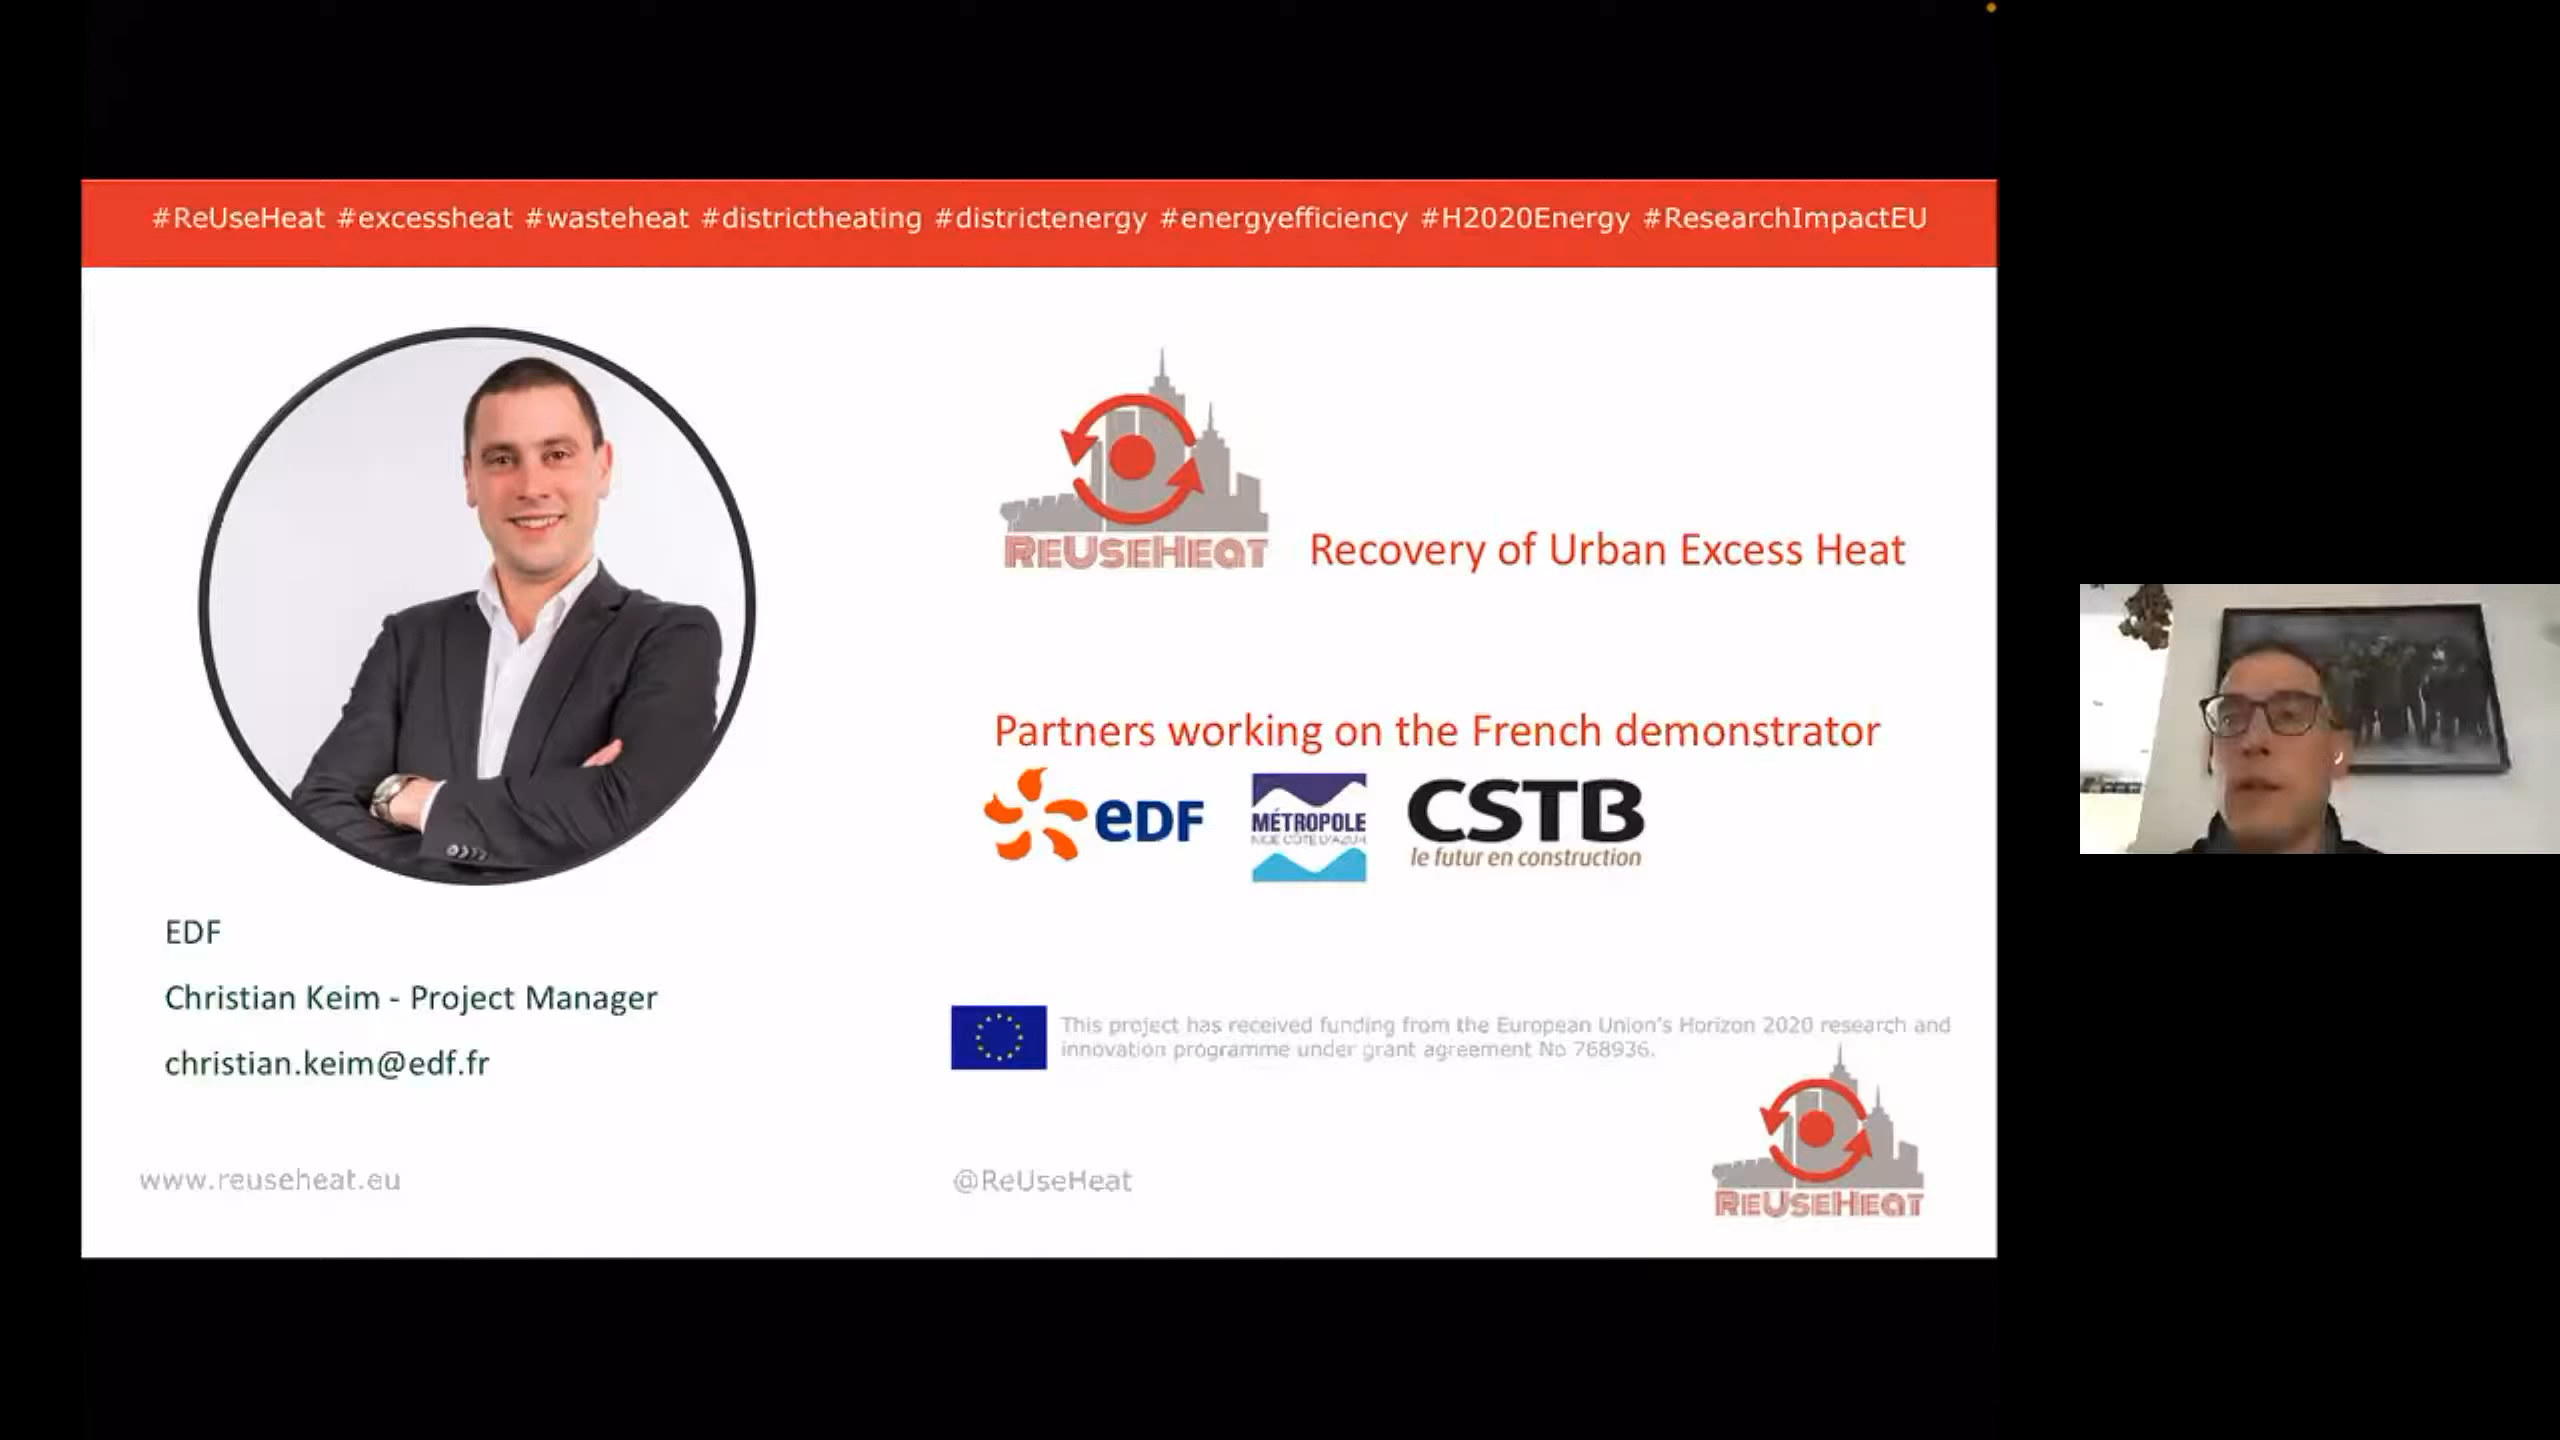 #ReUseHeat #excessheat #wasteheat #districtheating #districtenergy #energyefficiency #H2020Energy #ResearchImpactEU
REUSEHEAT
Recovery of Urban Excess Heat
Partners working on the French demonstrator
eDF
MÉTROPOLE
NICE CÔTE D'AZUR
CSTB
le futur en construction
EDF
Christian Keim - Project Manager
christian.keim@edf.fr
This project has received funding from the European Union's Horizon 2020 research and
innovation programme under grant agreement No 768936.
www.reuseheat.eu
@ReUseHeat
REUSEHEAT